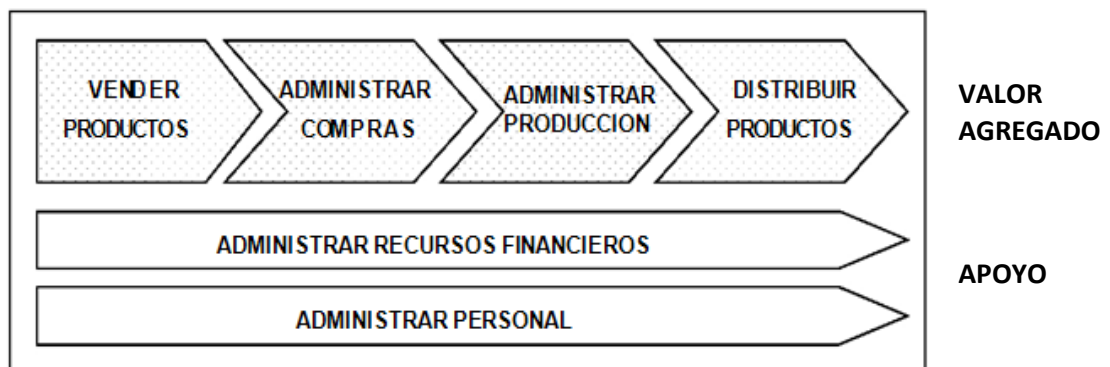 VENDER
PRODUCTOS
ADMINISTRAR
COMPRAS
ADMINISTRAR
PRODUCCION
DISTRIBUIR
PRODUCTOS
VALOR
AGREGADO
ADMINISTRAR RECURSOS FINANCIEROS
APOYO
ADMINISTRAR PERSONAL